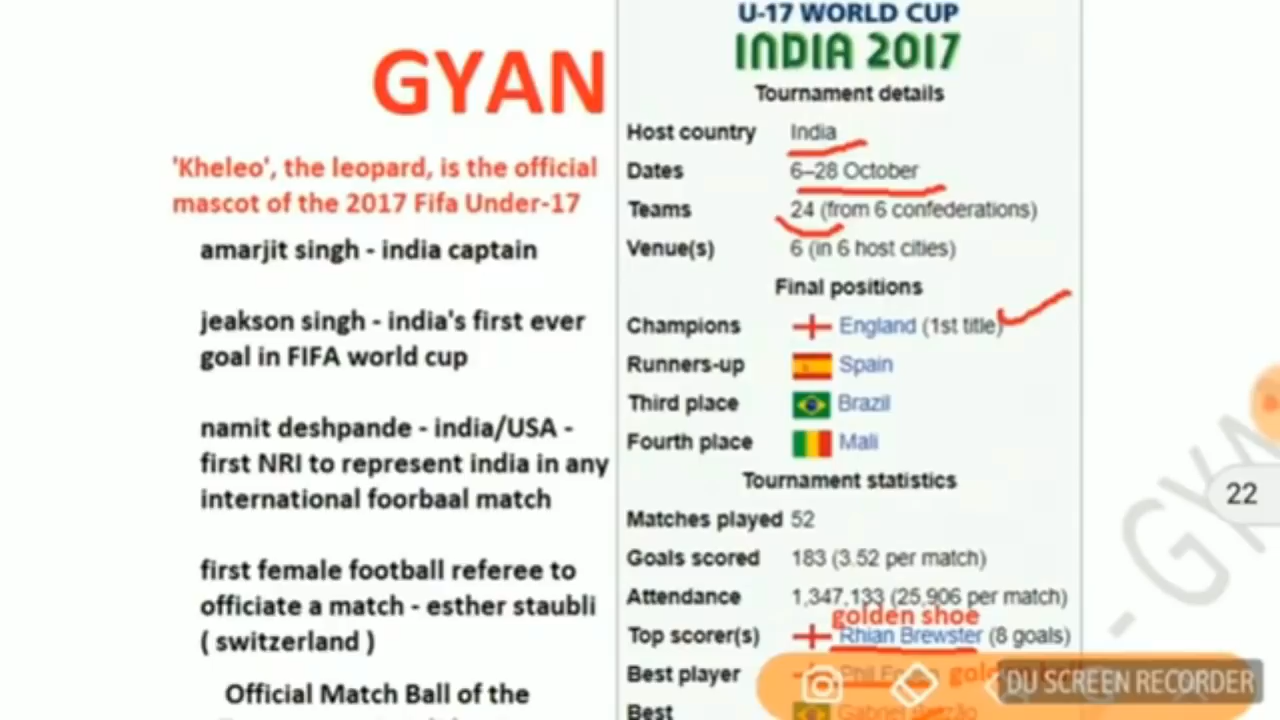 GYAN
'Kheleo', the leopard, is the official
mascot of the 2017 Fifa Under-17
amarjit singh - india captain
jeakson singh - india's first ever
goal in FIFA world cup
namit deshpande - india/USA -
first NRI to represent india in any
international foorbaal match
first female football referee to
officiate a match - esther staubli
( switzerland )
Official Match Ball of the
U-17 WORLD CUP
INDIA 2017
Tournament details
Host country India
Dates 6–28 October
Teams 24 (from 6 confederations)
Venue(s) 6 (in 6 host cities)
Final positions
Champions England (1st title)
Runners-up Spain
Third place Brazil
Fourth place Mali
Tournament statistics
Matches played 52
Goals scored 183 (3.52 per match)
Attendance 1,347,133 (25,906 per match)
golden shoe
Top scorer(s) Rhian Brewster (8 goals)
Best player Phil
Best Gabriel
22
- GYAN
DU SCREEN RECORDER